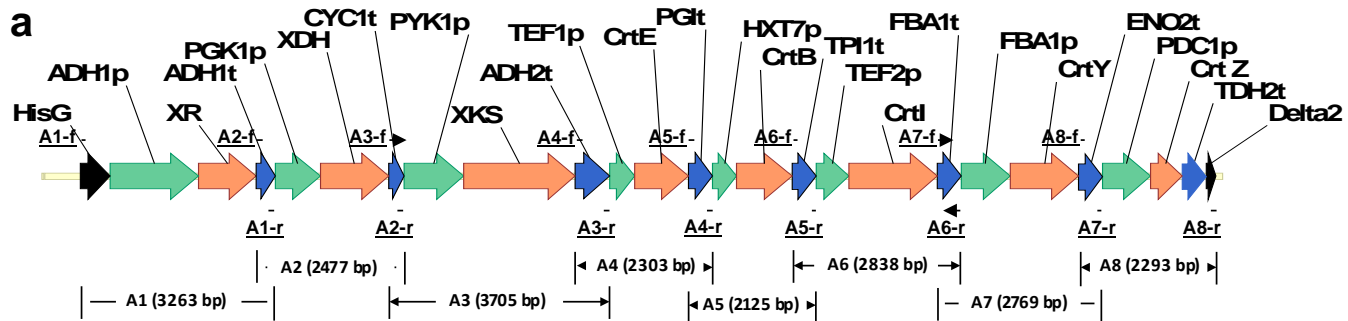 a
CYC1t
PGIt
FBA1t
ENO2t
PYK1p
TEF1p
HXT7p
FBA1p
XDH
CrtE
TPI1t
PDC1p
PGK1p
CrtB
CrtY
Crt Z
ADH1p
ADH1t
ADH2t
TEF2p
TDH2t
HisG
XR
XKS
CrtI
Delta2
A1-f
A2-f
A3-f
A4-f
A5-f
A6-f
A7-f
A8-f
A1-r
A2-r
A3-r
A4-r
A5-r
A6-r
A7-r
A8-r
A2 (2477 bp)
A4 (2303 bp)
A6 (2838 bp)
A8 (2293 bp)
A1 (3263 bp)
A3 (3705 bp)
A5 (2125 bp)
A7 (2769 bp)